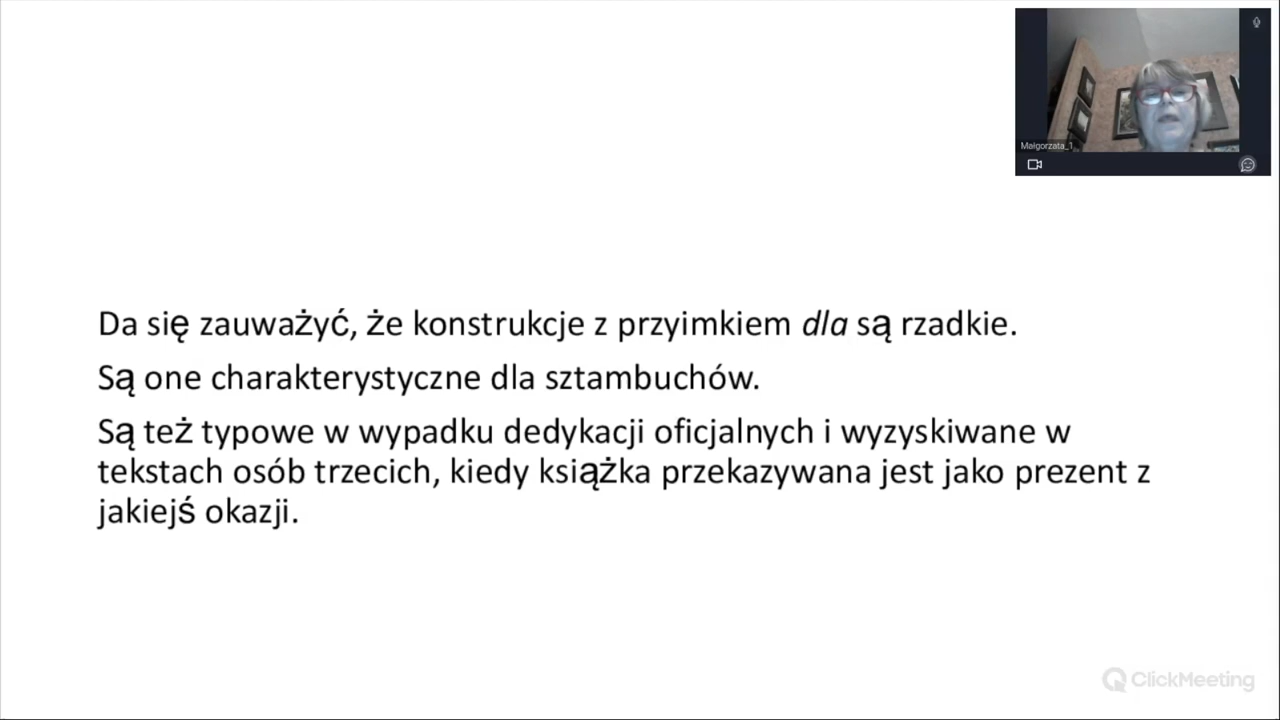 Małgorzata_1
Da się zauważyć, że konstrukcje z przyimkiem dla są rzadkie.
Są one charakterystyczne dla sztambuchów.
Są też typowe w wypadku dedykacji oficjalnych i wyzyskiwane w
tekstach osób trzecich, kiedy książka przekazywana jest jako prezent z
jakiejś okazji.
ClickMeeting